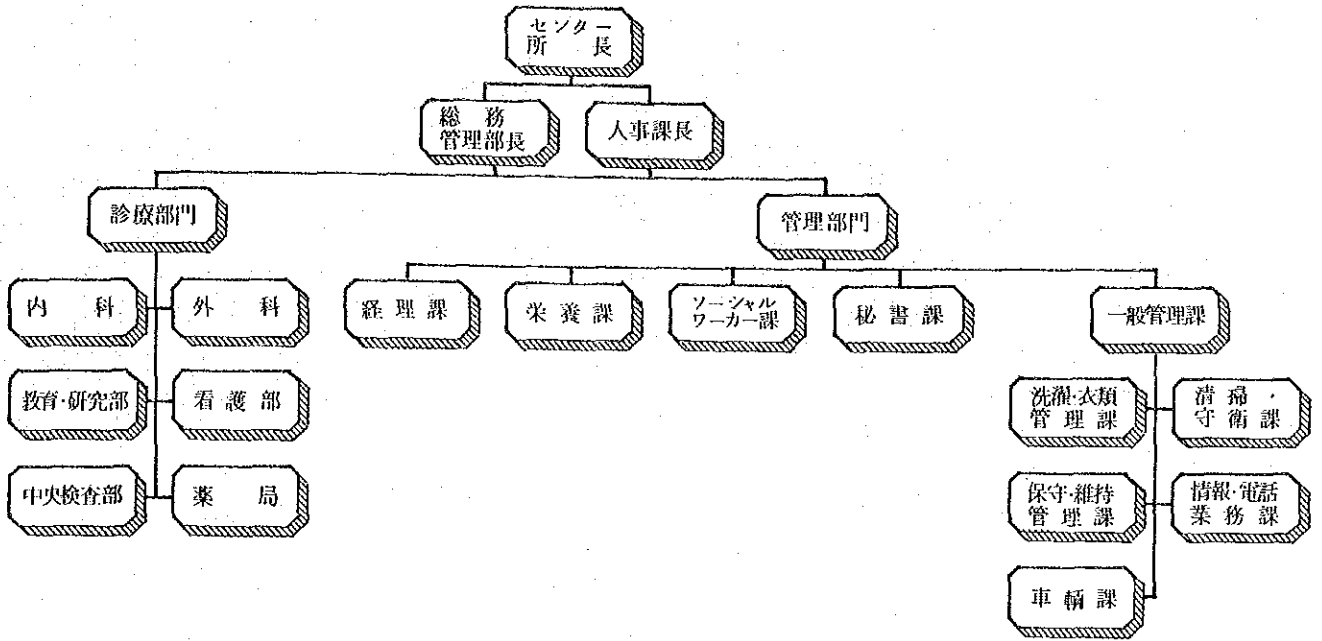 センター
所長
総務
管理部長
人事課長
診療部門
管理部門
内科
外科
経理課
栄養課
ソーシャル
ワーカー課
秘書課
一般管理課
教育・研究部
看護部
洗濯・衣類
管理課
清掃・
守衛課
中央検査部
薬局
保守・維持
管理課
情報・電話
業務課
車輌課